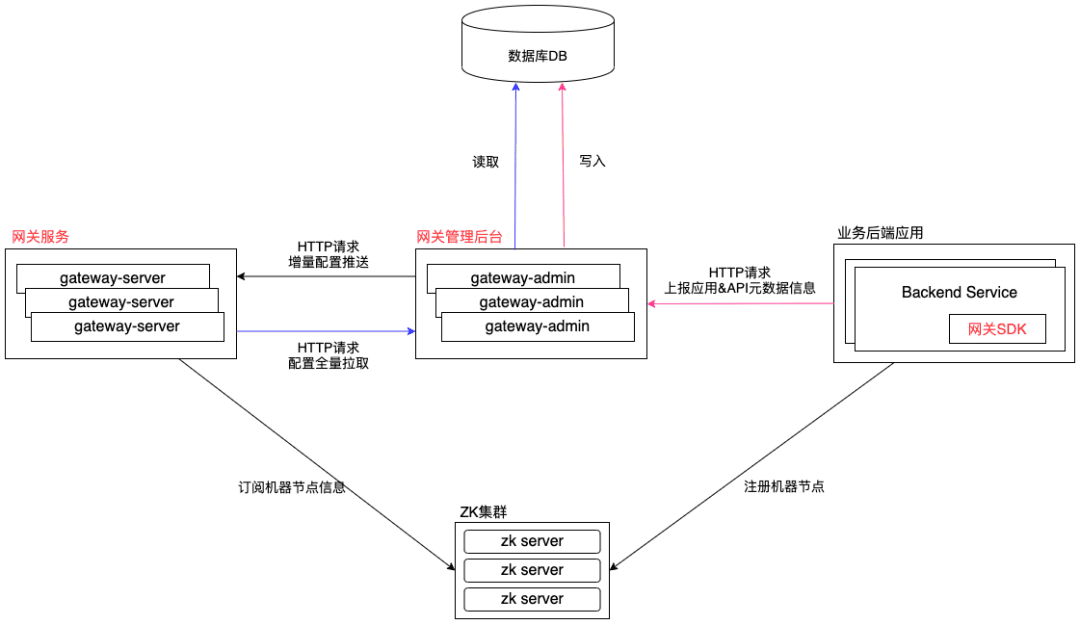 数据库DB
读取
写入
网关服务
gateway-server
gateway-server
gateway-server
HTTP请求
增量配置推送
HTTP请求
配置全量拉取
网关管理后台
gateway-admin
gateway-admin
gateway-admin
HTTP请求
上报应用&API元数据信息
业务后端应用
Backend Service
网关SDK
订阅机器节点信息
注册机器节点
ZK集群
zk server
zk server
zk server